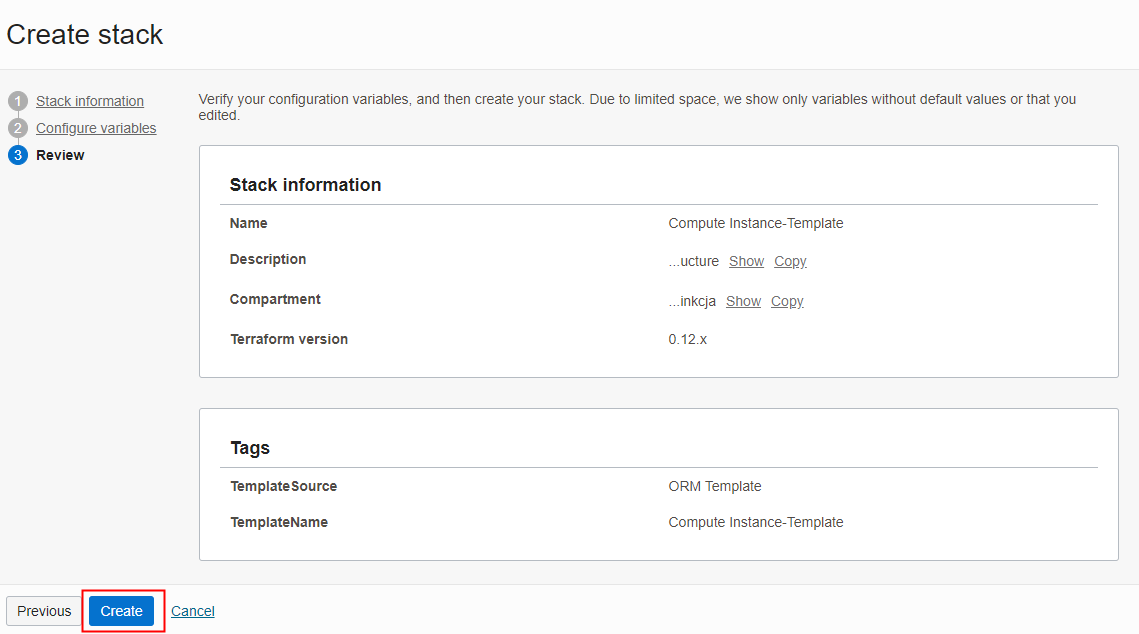 Create stack
1 Stack information
2 Configure variables
3 Review
Verify your configuration variables, and then create your stack. Due to limited space, we show only variables without default values or that you
edited.
Stack information
Name Compute Instance-Template
Description ...ucture Show Copy
Compartment ...inkcja Show Copy
Terraform version 0.12.x
Tags
TemplateSource ORM Template
TemplateName Compute Instance-Template
Previous Create Cancel